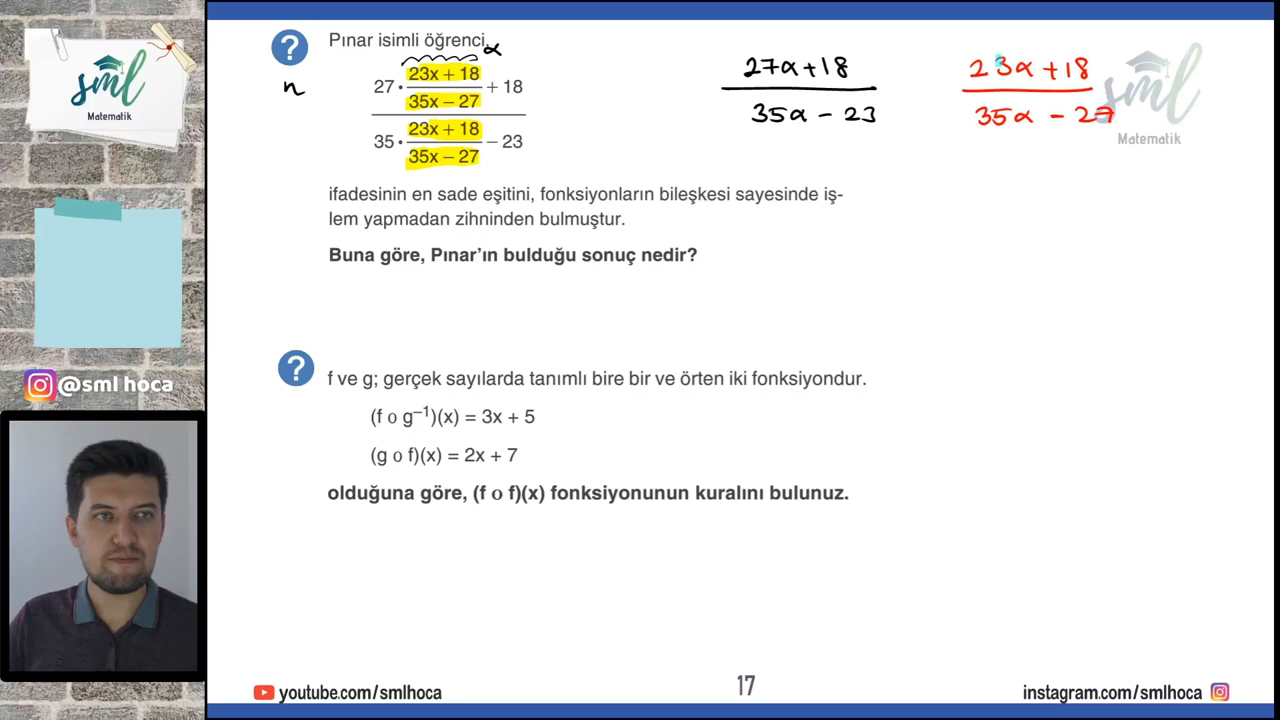 sml
Matematik
@sml hoca
Pınar isimli öğrenci,
α
n
27 · (23x + 18)/(35x – 27) + 18
35 · (23x + 18)/(35x – 27) – 23
27α + 18
35α – 23
23α + 18
35α – 27
sml
Matematik
ifadesinin en sade eşitini, fonksiyonların bileşkesi sayesinde iş-
lem yapmadan zihninden bulmuştur.
Buna göre, Pınar'ın bulduğu sonuç nedir?
f ve g; gerçek sayılarda tanımlı bire bir ve örten iki fonksiyondur.
(f o g⁻¹)(x) = 3x + 5
(g o f)(x) = 2x + 7
olduğuna göre, (f o f)(x) fonksiyonunun kuralını bulunuz.
youtube.com/smlhoca
17
instagram.com/smlhoca